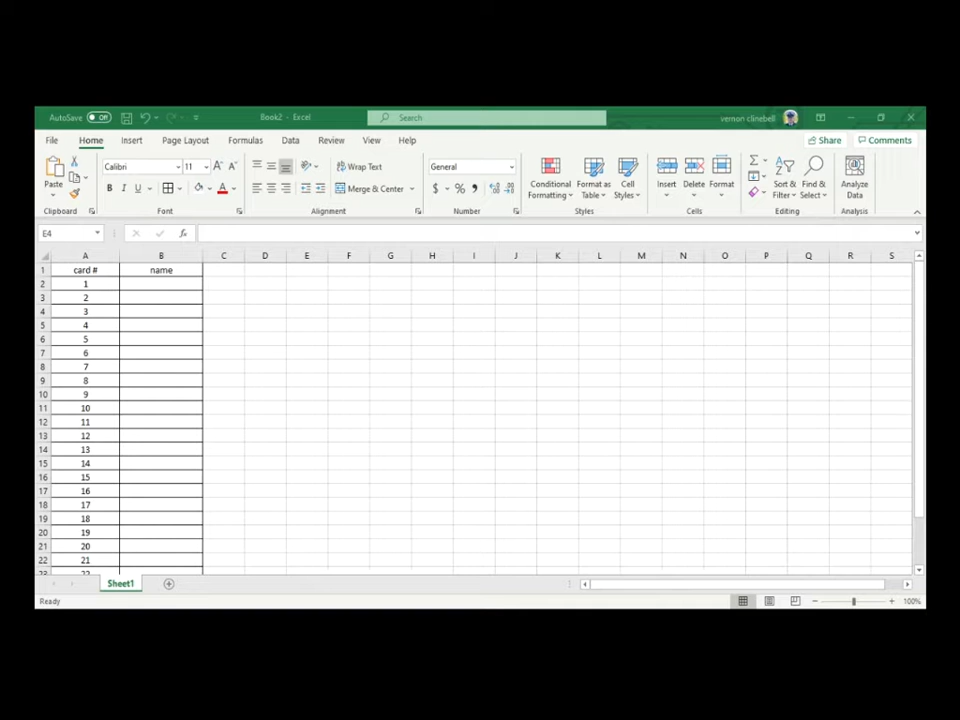 AutoSave Off Book2 - Excel Search vernon clinebell
File Home Insert Page Layout Formulas Data Review View Help Share Comments
Calibri 11 Wrap Text General
Paste B I U Merge & Center $ % Conditional Formatting Format as Table Cell Styles Insert Delete Format Sort & Filter Find & Select Analyze Data
Clipboard Font Alignment Number Styles Cells Editing Analysis
E4 fx
A B C D E F G H I J K L M N O P Q R S
1 card # name
2 1
3 2
4 3
5 4
6 5
7 6
8 7
9 8
10 9
11 10
12 11
13 12
14 13
15 14
16 15
17 16
18 17
19 18
20 19
21 20
22 21
23 22
Sheet1
Ready 100%